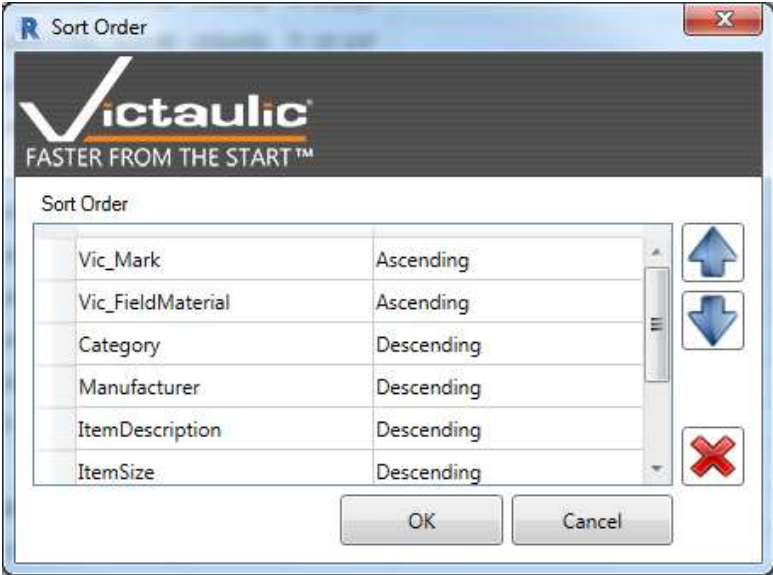 R Sort Order
Victaulic®
FASTER FROM THE START™
Sort Order
Vic_Mark Ascending
Vic_FieldMaterial Ascending
Category Descending
Manufacturer Descending
ItemDescription Descending
ItemSize Descending
OK Cancel